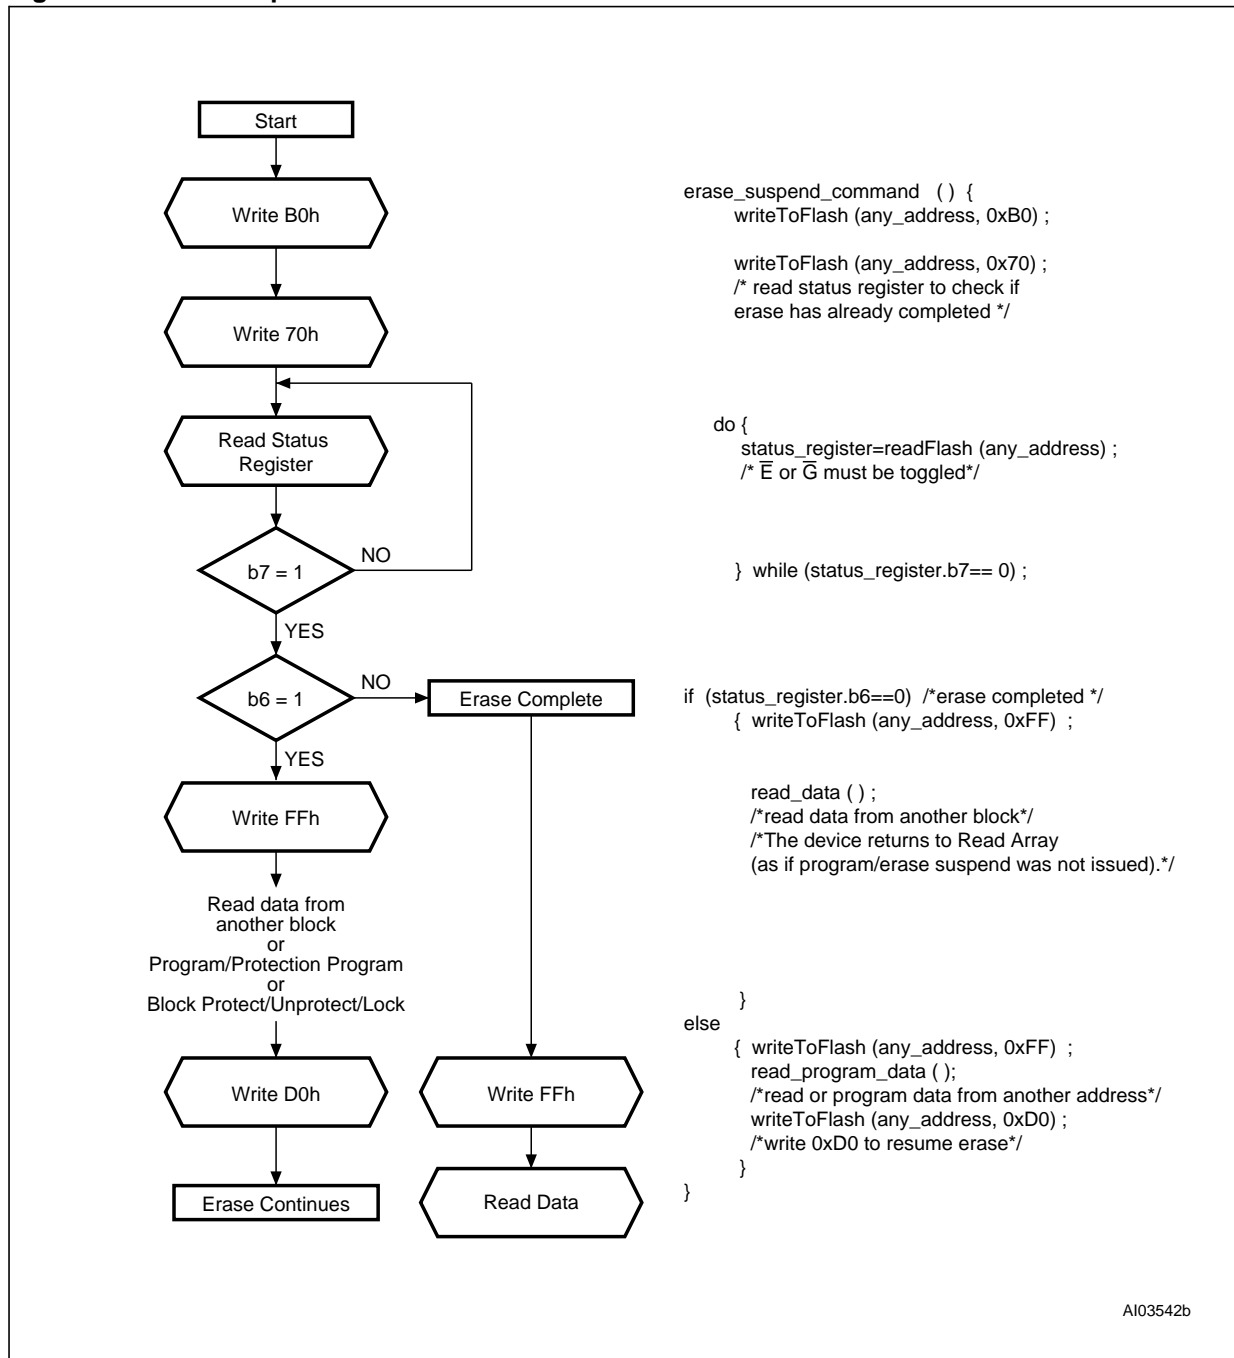 Start
Write B0h
Write 70h
Read Status
Register
b7 = 1
NO
YES
b6 = 1
NO
Erase Complete
YES
Write FFh
Read data from
another block
or
Program/Protection Program
or
Block Protect/Unprotect/Lock
Write D0h
Write FFh
Erase Continues
Read Data
erase_suspend_command ( ) {
writeToFlash (any_address, 0xB0) ;
writeToFlash (any_address, 0x70) ;
/* read status register to check if
erase has already completed */
do {
status_register=readFlash (any_address) ;
/* E̅ or G̅ must be toggled*/
} while (status_register.b7== 0) ;
if (status_register.b6==0) /*erase completed */
{ writeToFlash (any_address, 0xFF) ;
read_data ( ) ;
/*read data from another block*/
/*The device returns to Read Array
(as if program/erase suspend was not issued).*/
}
else
{ writeToFlash (any_address, 0xFF) ;
read_program_data ( );
/*read or program data from another address*/
writeToFlash (any_address, 0xD0) ;
/*write 0xD0 to resume erase*/
}
}
AI03542b